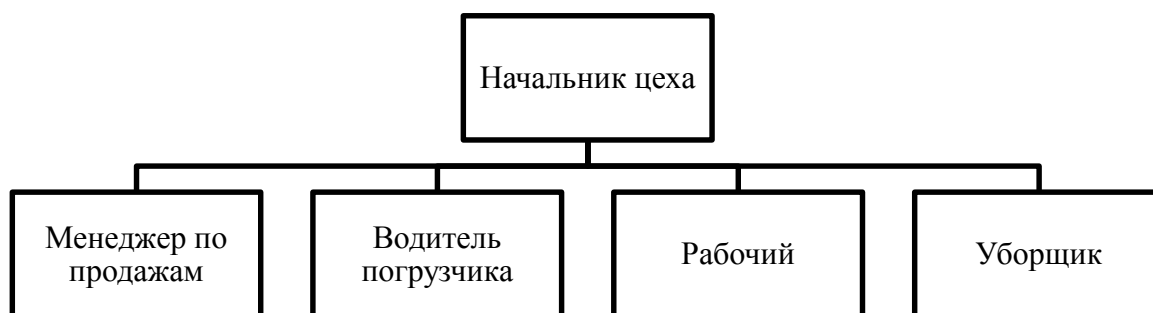 Начальник цеха
Менеджер по
продажам
Водитель
погрузчика
Рабочий
Уборщик